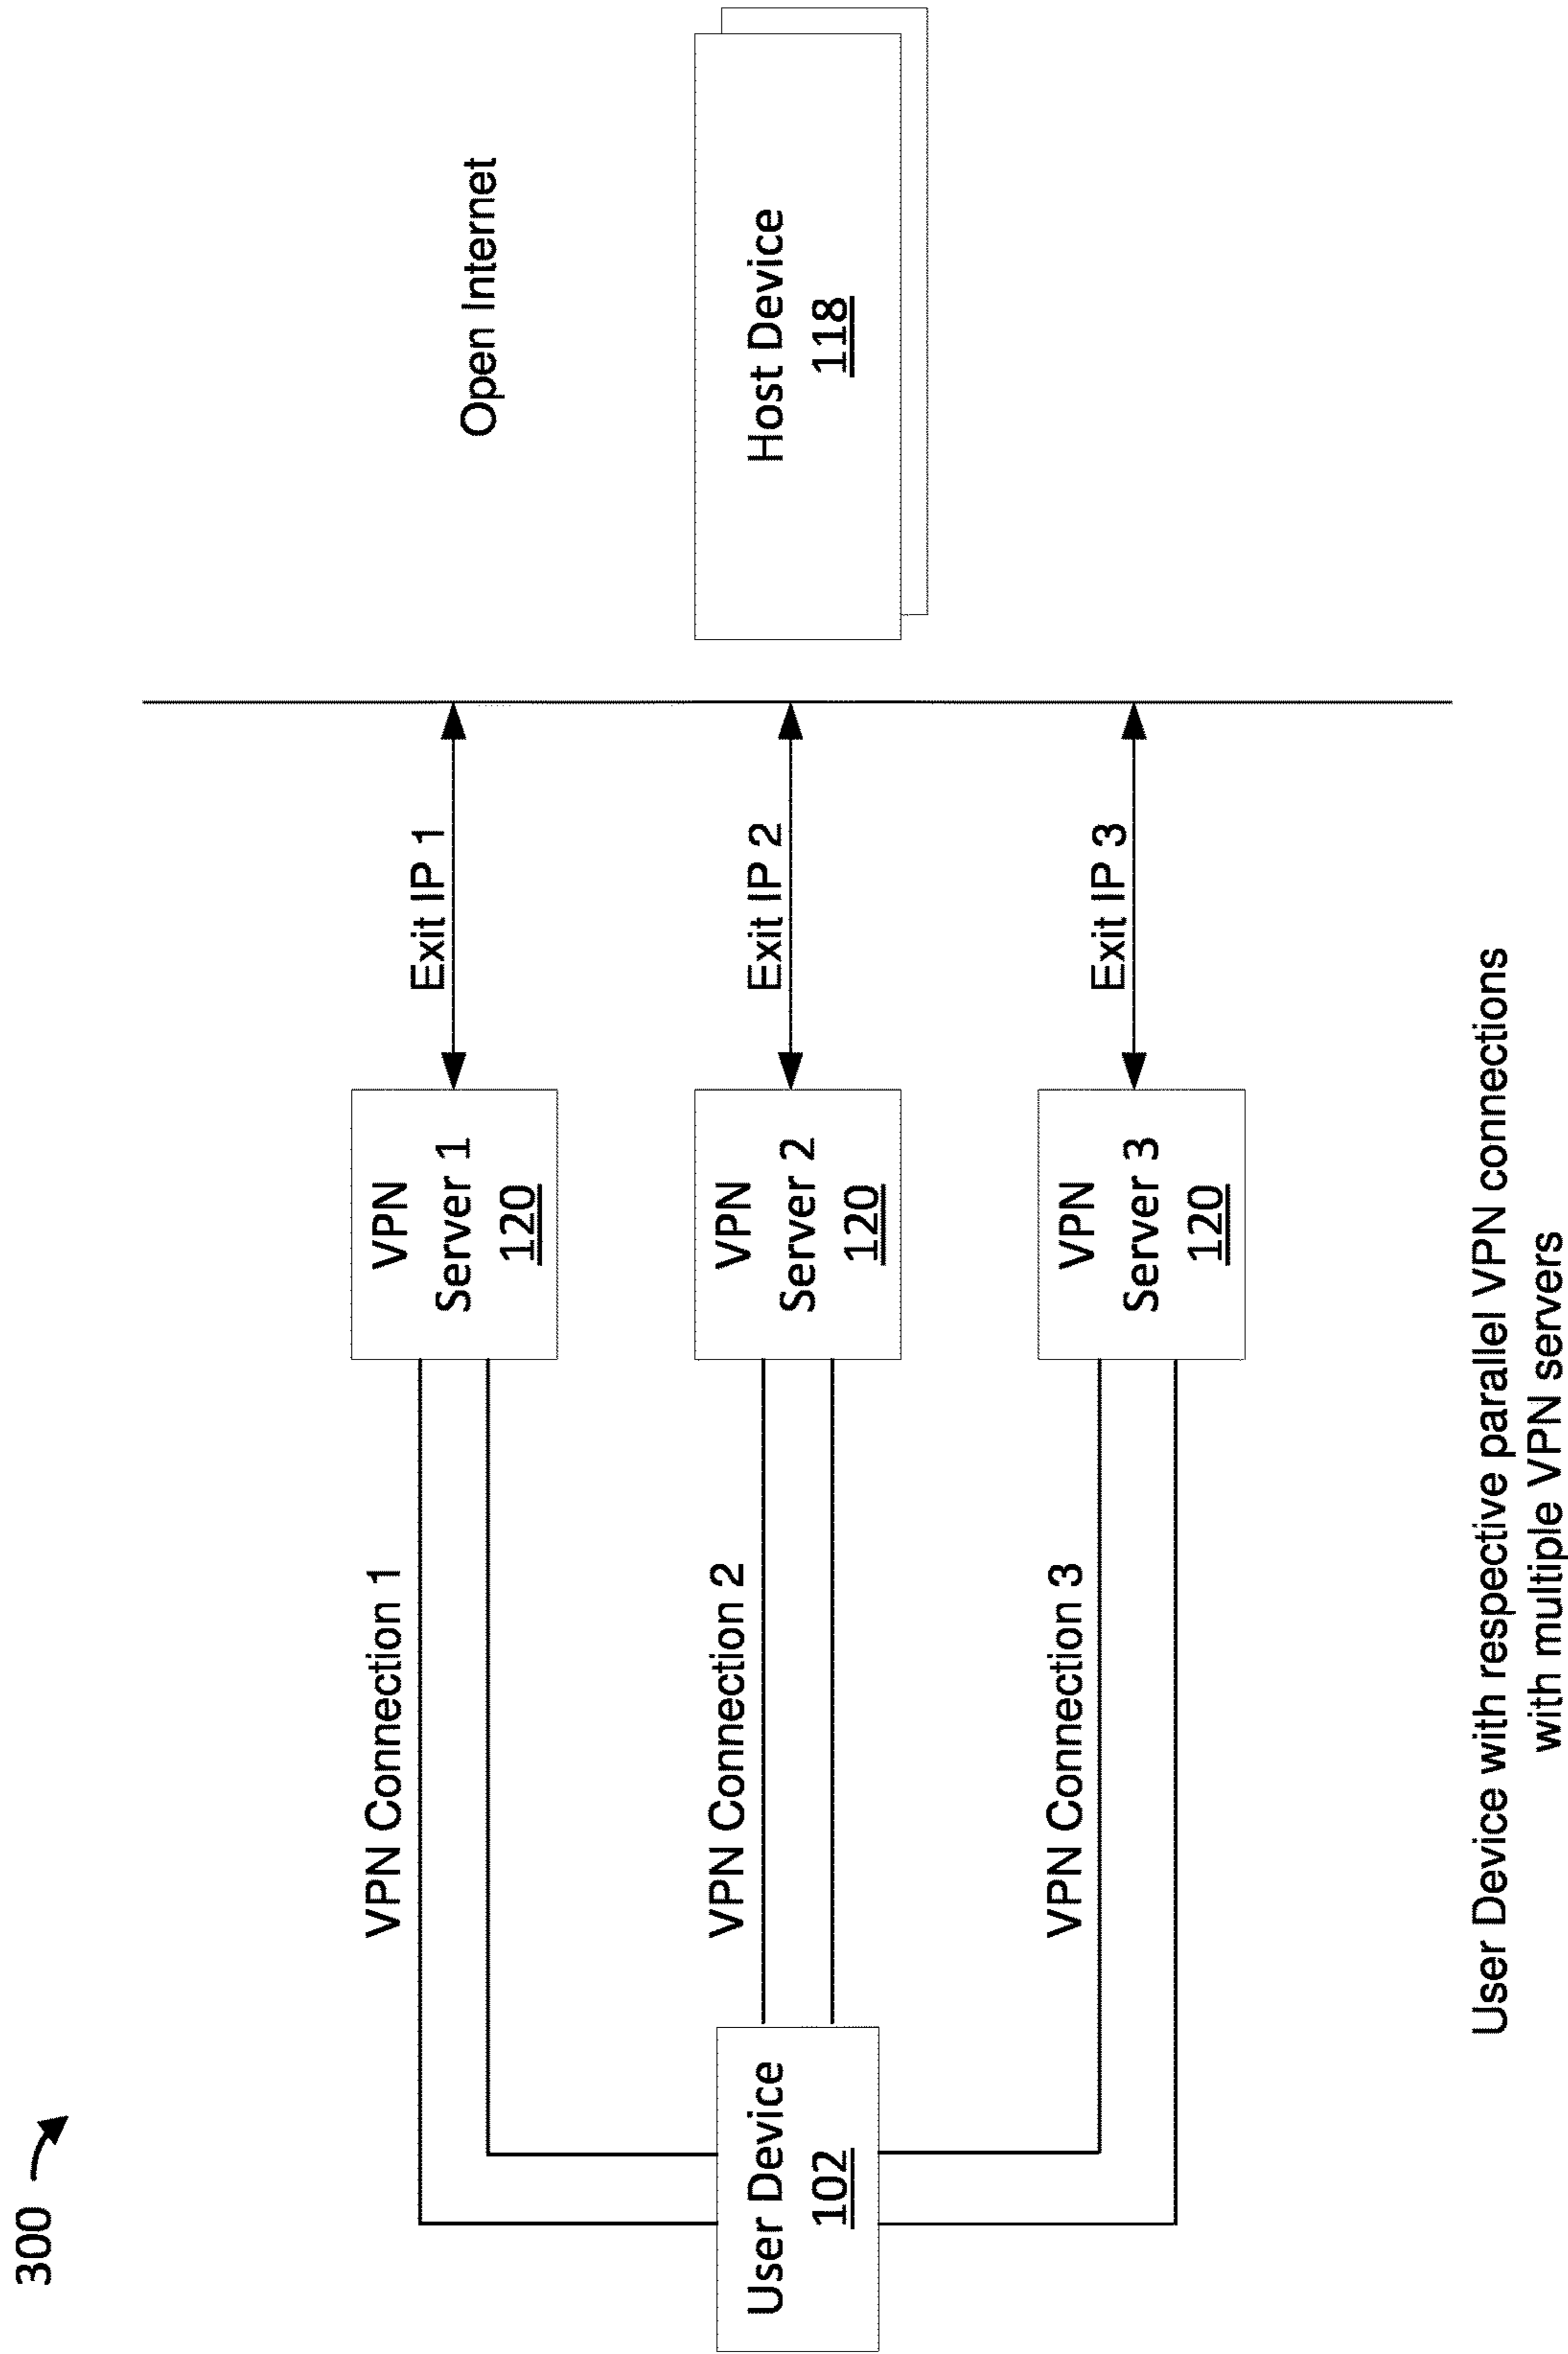 300
VPN Connection 1
VPN
Server 1
120
Exit IP 1
Open Internet
User Device
102
VPN Connection 2
VPN
Server 2
120
Exit IP 2
Host Device
118
VPN Connection 3
VPN
Server 3
120
Exit IP 3
User Device with respective parallel VPN connections
with multiple VPN servers